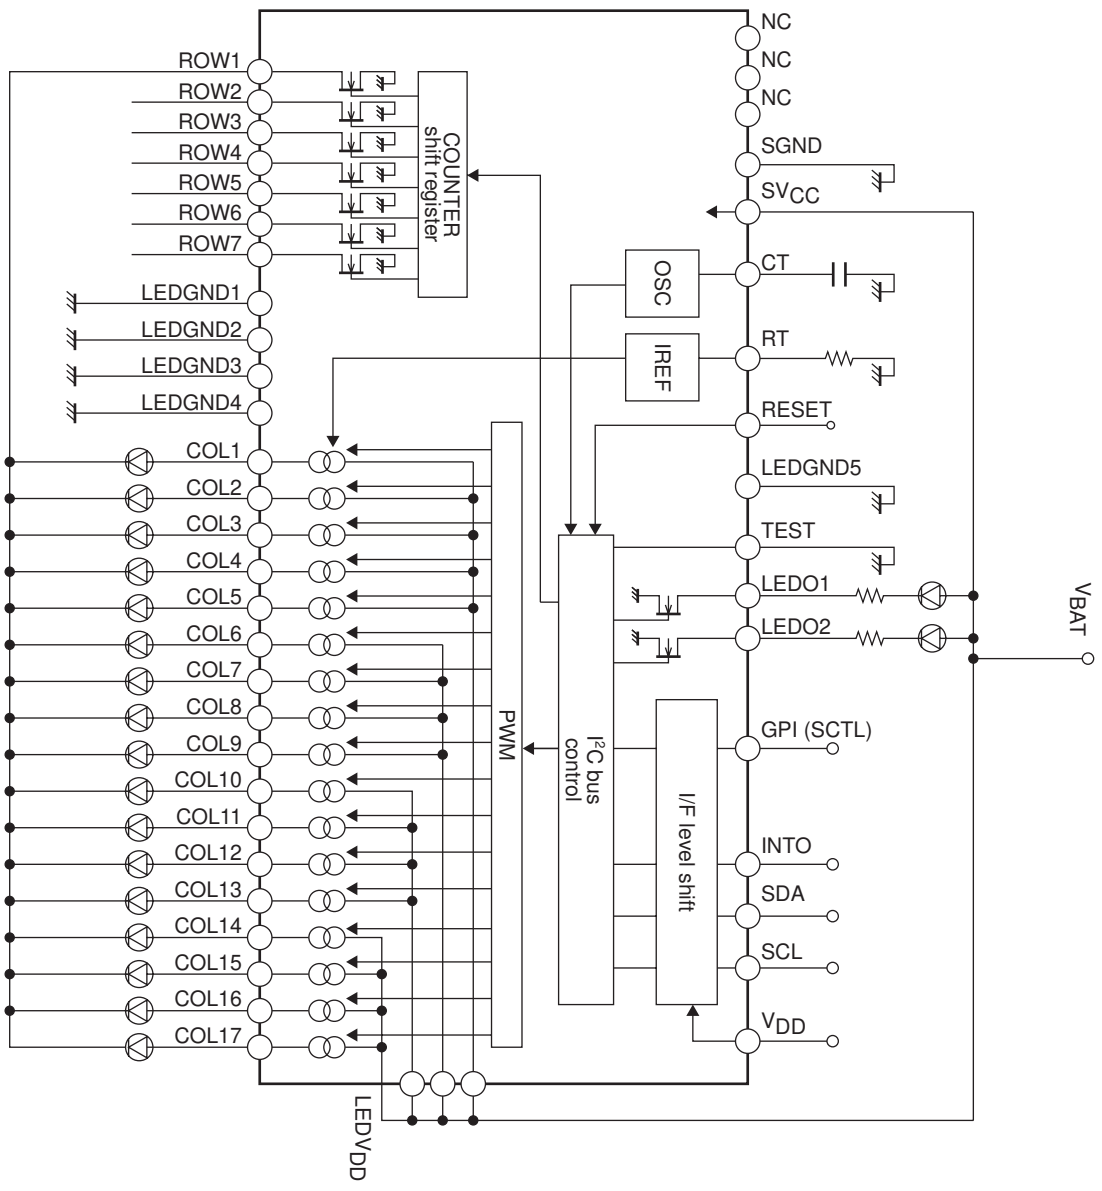 NC
NC
NC
SGND
SVCC
CT
RT
RESET
LEDGND5
TEST
LEDO1
LEDO2
GPI (SCTL)
INTO
SDA
SCL
VDD
VBAT
ROW1
ROW2
ROW3
ROW4
ROW5
ROW6
ROW7
LEDGND1
LEDGND2
LEDGND3
LEDGND4
COL1
COL2
COL3
COL4
COL5
COL6
COL7
COL8
COL9
COL10
COL11
COL12
COL13
COL14
COL15
COL16
COL17
COUNTER
shift register
OSC
IREF
PWM
I²C bus
control
I/F level shift
LEDVDD